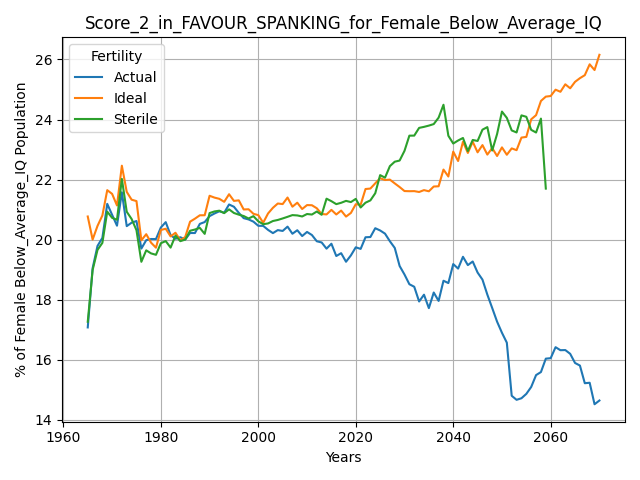 Score_2_in_FAVOUR_SPANKING_for_Female_Below_Average_IQ
Fertility
Actual
Ideal
Sterile
% of Female Below_Average_IQ Population
26
24
22
20
18
16
14
1960 1980 2000 2020 2040 2060
Years